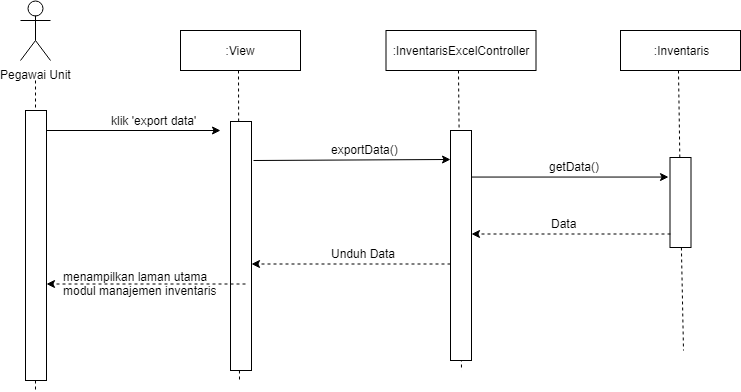 :View
:InventarisExcelController
:Inventaris
Pegawai Unit
klik 'export data'
exportData()
getData()
Data
Unduh Data
menampilkan laman utama
modul manajemen inventaris